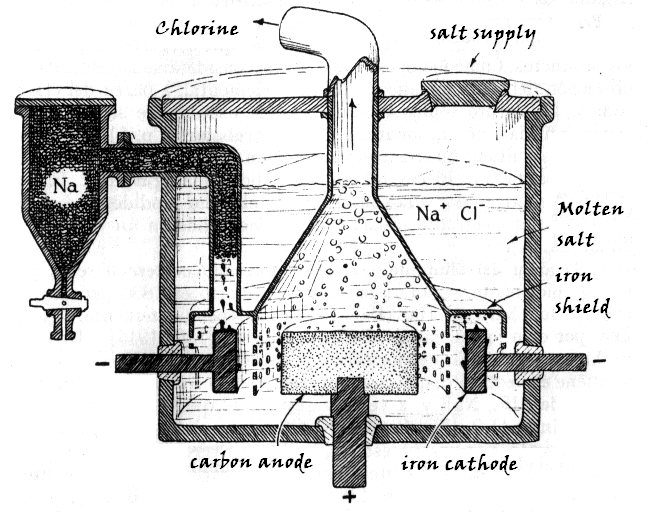 Chlorine
salt supply
Na
Na⁺ Cl⁻
Molten
salt
iron
shield
−
−
carbon anode
iron cathode
+